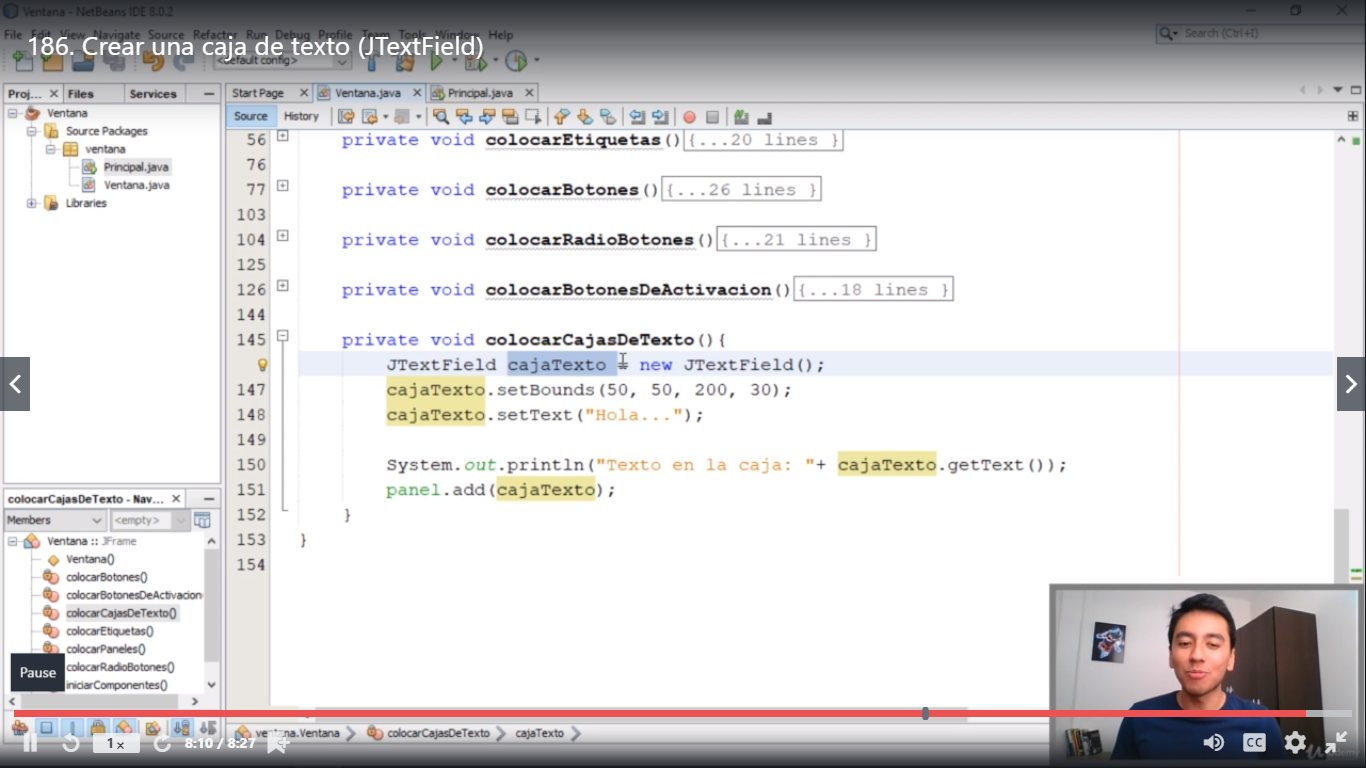 Ventana - NetBeans IDE 8.0.2
File Edit View Navigate Source Refactor Run Debug Profile Team Tools Window Help
Search (Ctrl+I)
186. Crear una caja de texto (JTextField)
<default config>
Proj... × Files Services
Start Page Ventana.java Principal.java
Source History
Ventana
Source Packages
ventana
Principal.java
Ventana.java
Libraries
56 private void colocarEtiquetas() {...20 lines }
76
77 private void colocarBotones() {...26 lines }
103
104 private void colocarRadioBotones() {...21 lines }
125
126 private void colocarBotonesDeActivacion() {...18 lines }
144
145 private void colocarCajasDeTexto(){
JTextField cajaTexto = new JTextField();
147 cajaTexto.setBounds(50, 50, 200, 30);
148 cajaTexto.setText("Hola...");
149
150 System.out.println("Texto en la caja: "+ cajaTexto.getText());
151 panel.add(cajaTexto);
152 }
153 }
154
colocarCajasDeTexto - Nav... ×
Members <empty>
Ventana :: JFrame
Ventana()
colocarBotones()
colocarBotonesDeActivacion
colocarCajasDeTexto()
colocarEtiquetas()
colocarPaneles()
colocarRadioBotones()
iniciarComponentes()
Pause
ventana.Ventana colocarCajasDeTexto cajaTexto
1x 8:10 / 8:27
CC